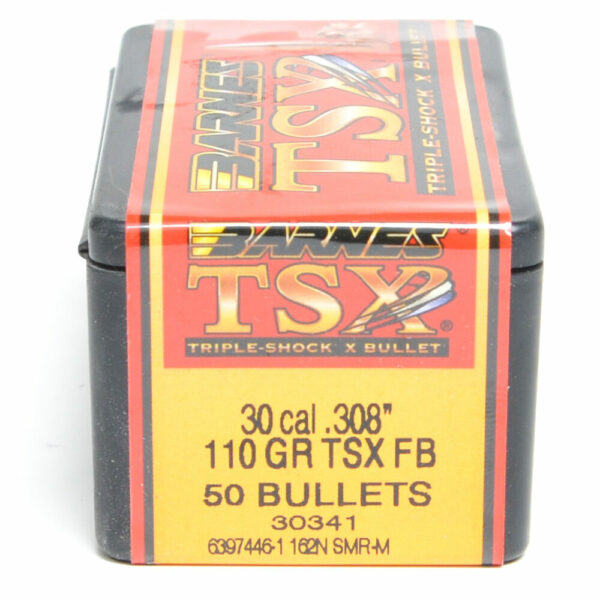 BARNES
TSX
TRIPLE-SHOCK X BULLET
BARNES
TSX®
TRIPLE-SHOCK X BULLET
30 cal .308"
110 GR TSX FB
50 BULLETS
30341
6397446-1 162N SMR-M